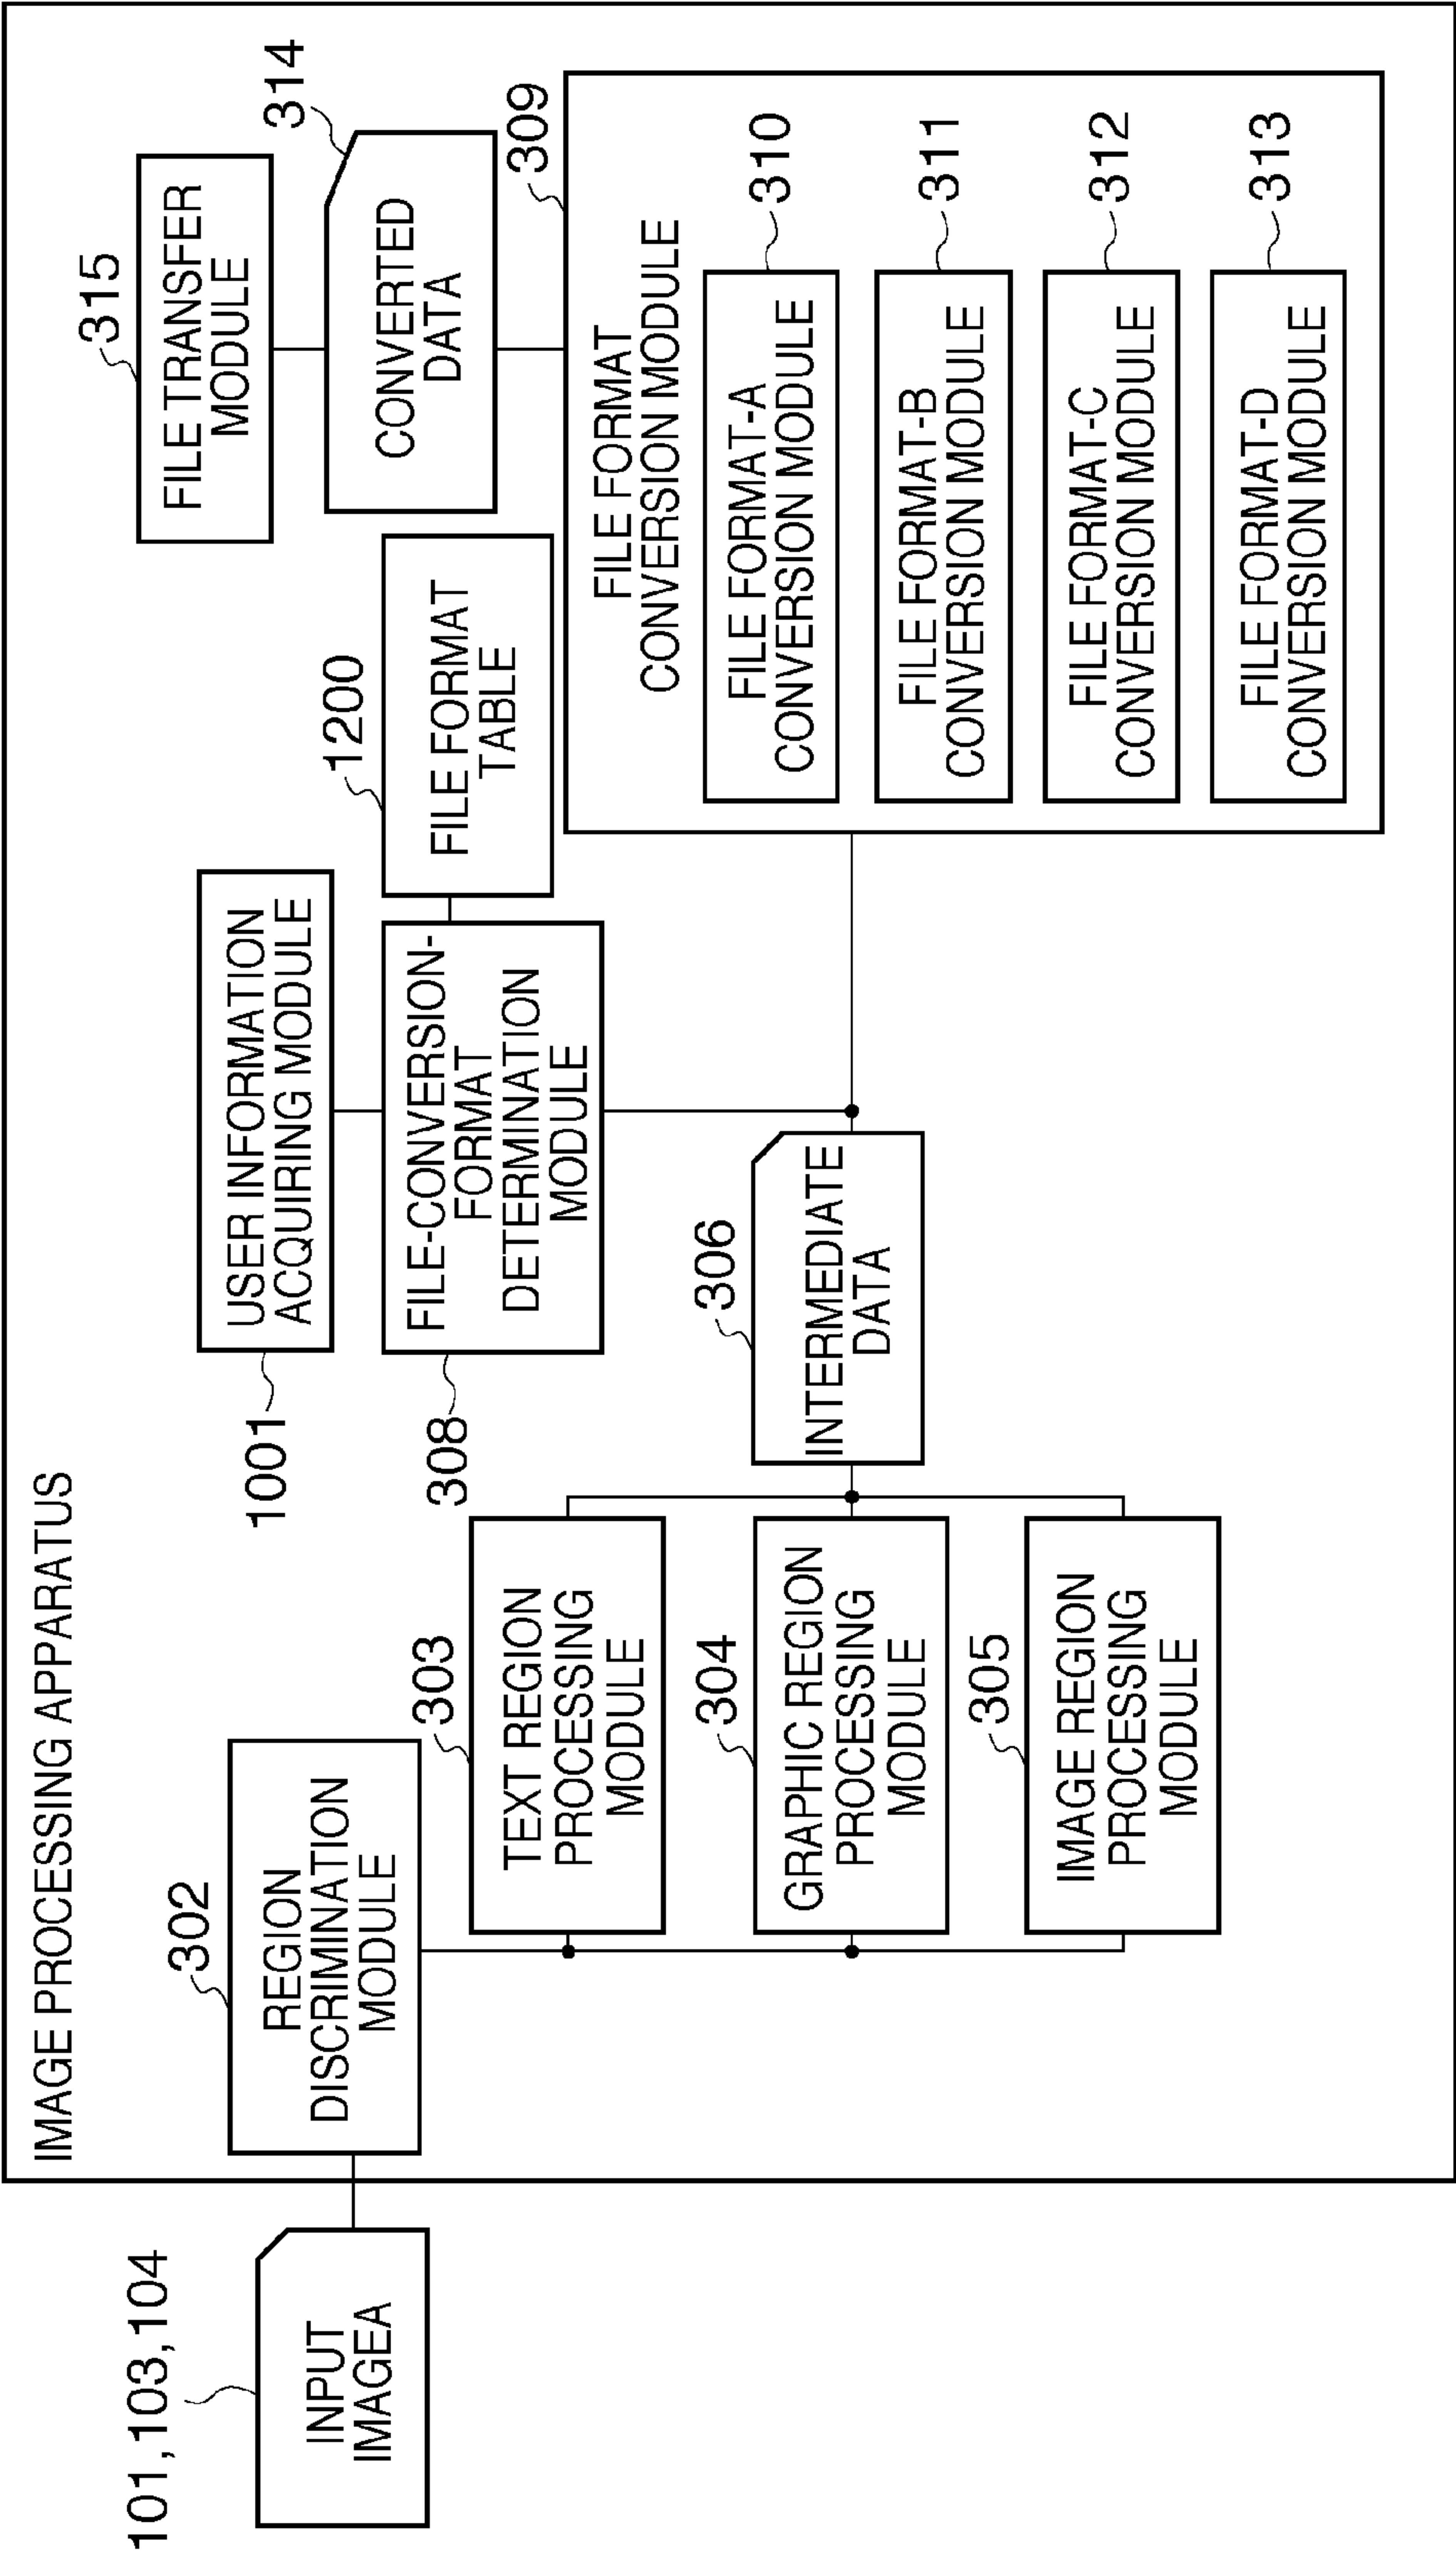 IMAGE PROCESSING APPARATUS
101,103,104
INPUT
IMAGEA
302
REGION
DISCRIMINATION
MODULE
303
TEXT REGION
PROCESSING
MODULE
304
GRAPHIC REGION
PROCESSING
MODULE
305
IMAGE REGION
PROCESSING
MODULE
306
INTERMEDIATE
DATA
1001
USER INFORMATION
ACQUIRING MODULE
308
FILE-CONVERSION-
FORMAT
DETERMINATION
MODULE
1200
FILE FORMAT
TABLE
315
FILE TRANSFER
MODULE
314
CONVERTED
DATA
309
FILE FORMAT
CONVERSION MODULE
FILE FORMAT-A
CONVERSION MODULE
310
FILE FORMAT-B
CONVERSION MODULE
311
FILE FORMAT-C
CONVERSION MODULE
312
FILE FORMAT-D
CONVERSION MODULE
313